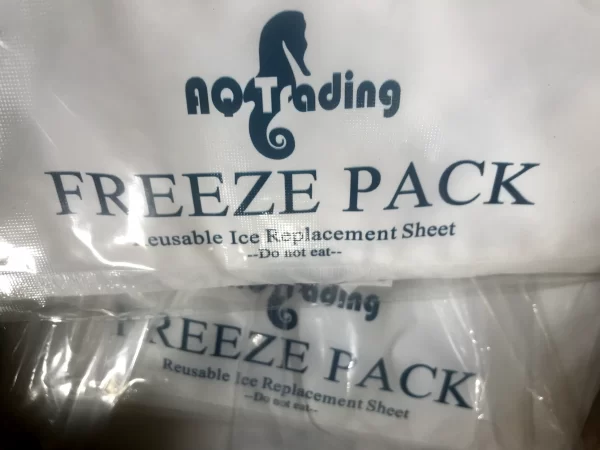 AQTrading
FREEZE PACK
Reusable Ice Replacement Sheet
--Do not eat--
Trading
FREEZE PACK
Reusable Ice Replacement Sheet
--Do not eat--